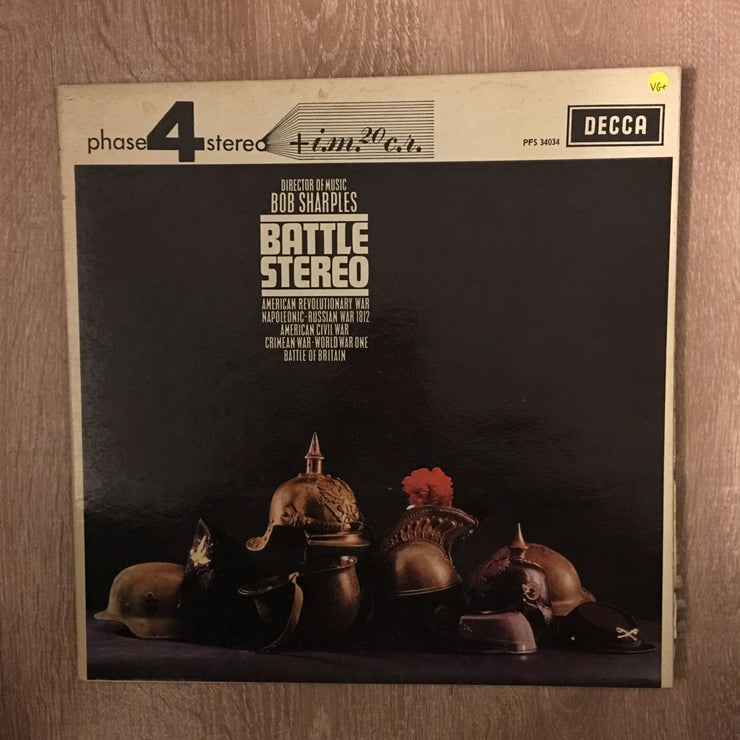 VG+
phase 4 stereo +i.m.20 c.r.
PFS 34034
DECCA
DIRECTOR OF MUSIC
BOB SHARPLES
BATTLE
STEREO
AMERICAN REVOLUTIONARY WAR
NAPOLEONIC-RUSSIAN WAR 1812
AMERICAN CIVIL WAR
CRIMEAN WAR-WORLD WAR ONE
BATTLE OF BRITAIN